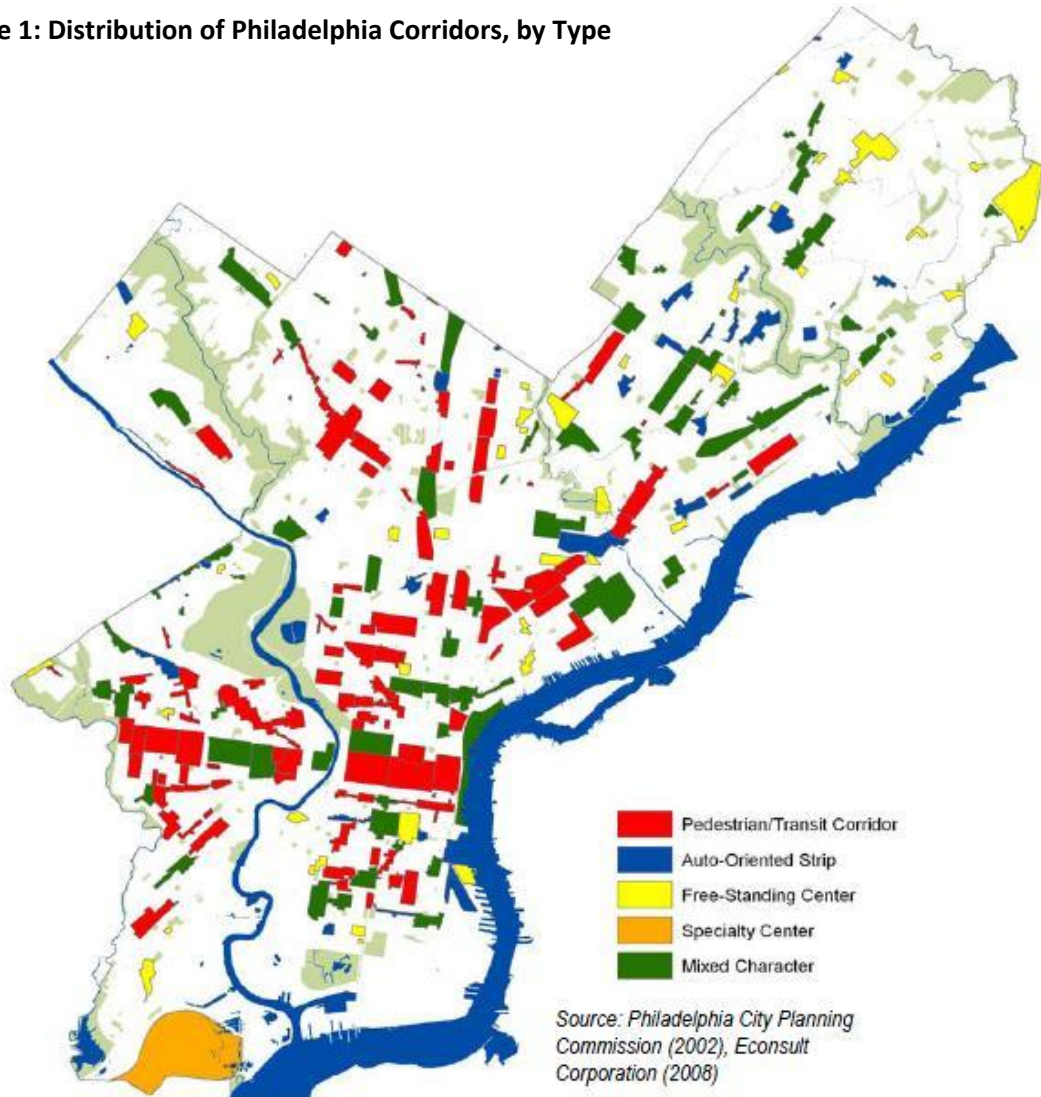 e 1: Distribution of Philadelphia Corridors, by Type
Pedestrian/Transit Corridor
Auto-Oriented Strip
Free-Standing Center
Specialty Center
Mixed Character
Source: Philadelphia City Planning
Commission (2002), Econsult
Corporation (2008)